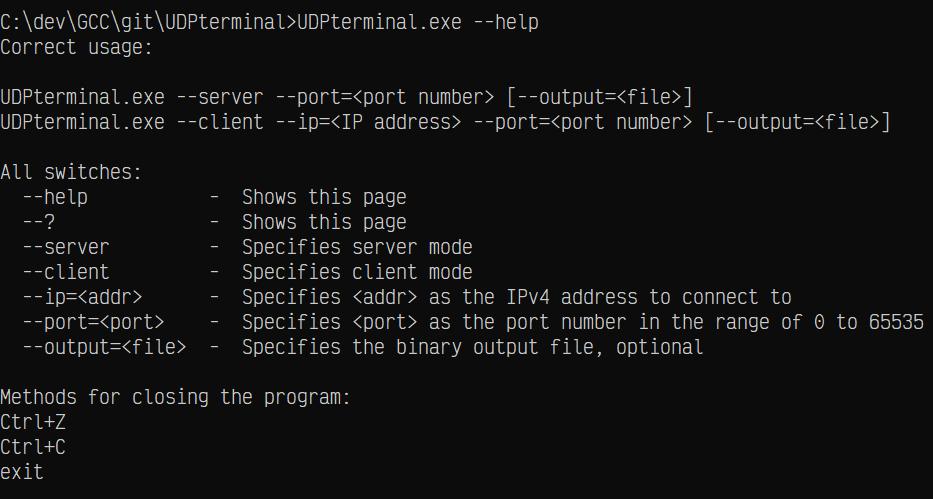 C:\dev\GCC\git\UDPterminal>UDPterminal.exe --help
Correct usage:

UDPterminal.exe --server --port=<port number> [--output=<file>]
UDPterminal.exe --client --ip=<IP address> --port=<port number> [--output=<file>]

All switches:
  --help           -  Shows this page
  --?              -  Shows this page
  --server         -  Specifies server mode
  --client         -  Specifies client mode
  --ip=<addr>      -  Specifies <addr> as the IPv4 address to connect to
  --port=<port>    -  Specifies <port> as the port number in the range of 0 to 65535
  --output=<file>  -  Specifies the binary output file, optional

Methods for closing the program:
Ctrl+Z
Ctrl+C
exit